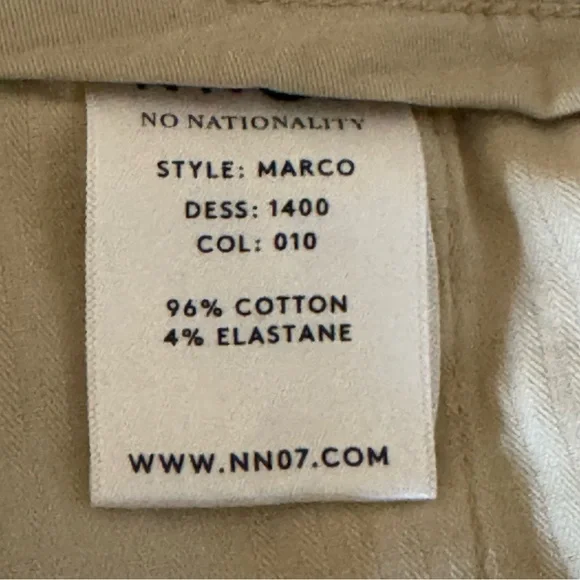 NO NATIONALITY
STYLE: MARCO
DESS: 1400
COL: 010
96% COTTON
4% ELASTANE
WWW.NN07.COM